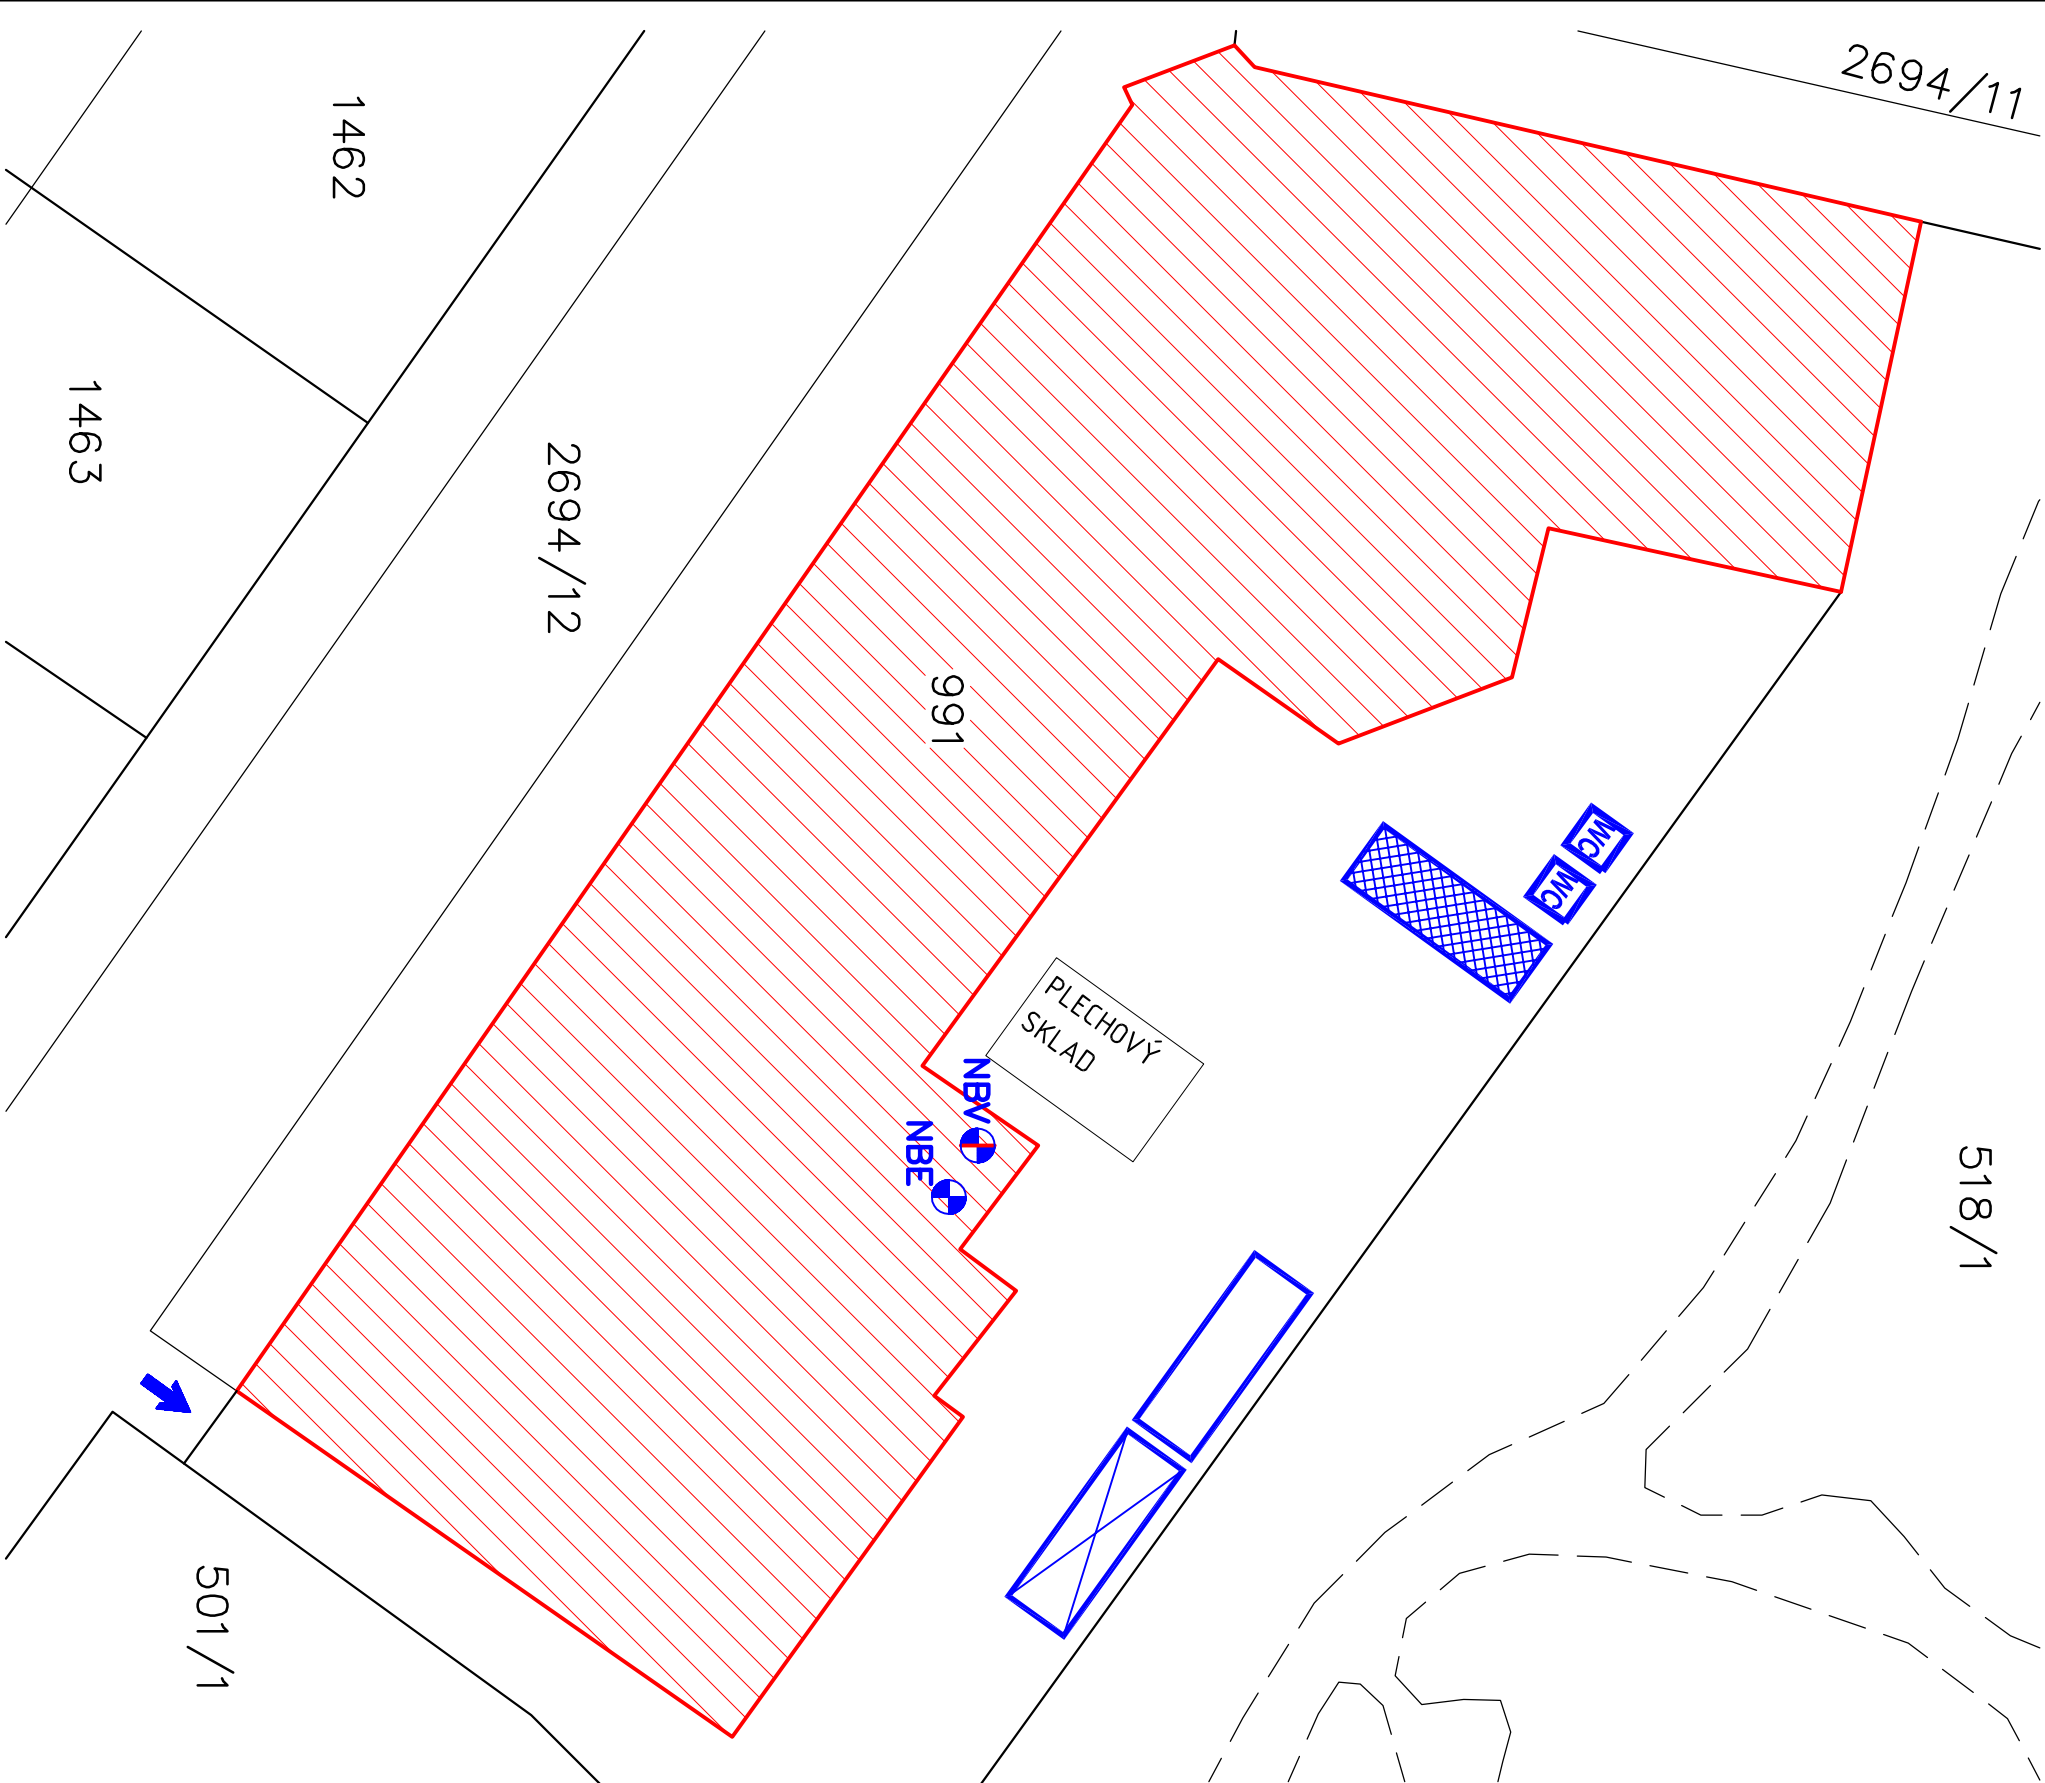 2694/11
1462
1463
2694/12
991
WC
WC
PLECHOVÝ
SKLAD
NBV
NBE
518/1
501/1